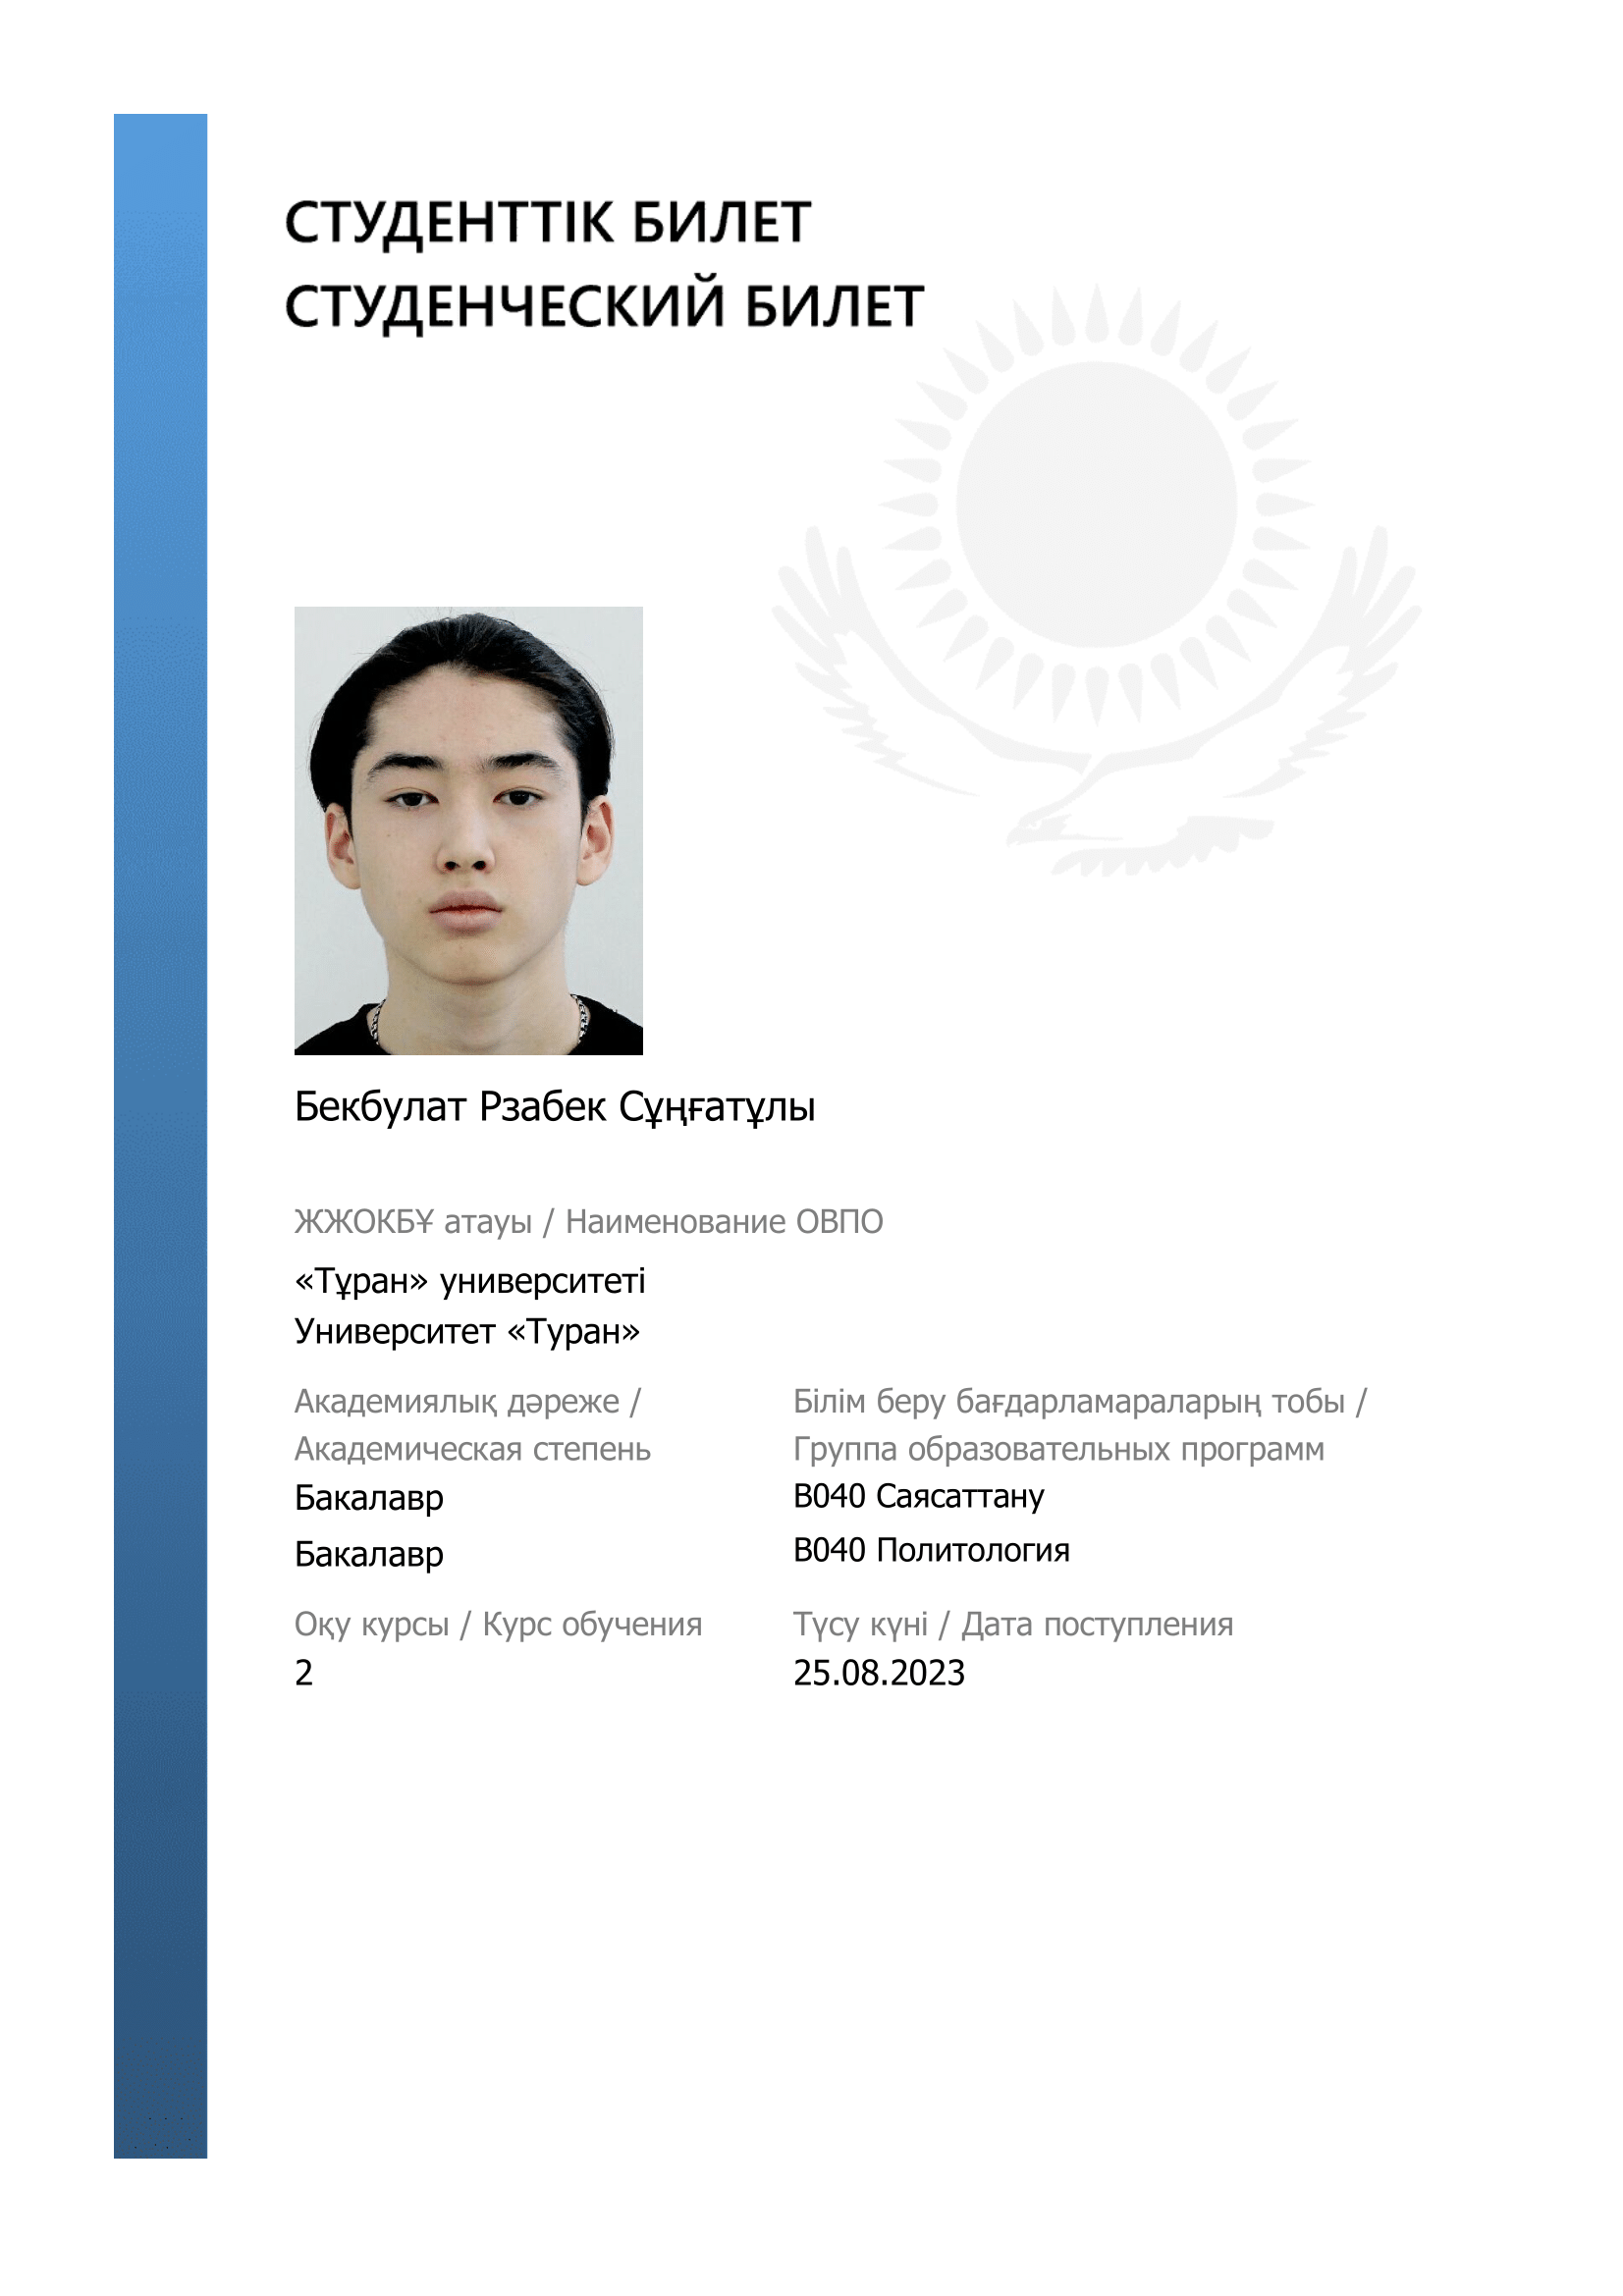 СТУДЕНТТІК БИЛЕТ
СТУДЕНЧЕСКИЙ БИЛЕТ
Бекбулат Рзабек Сұңғатұлы
ЖЖОКБҰ атауы / Наименование ОВПО
«Тұран» университеті
Университет «Туран»
Академиялық дәреже /
Академическая степень
Бакалавр
Бакалавр
Білім беру бағдарламараларың тобы /
Группа образовательных программ
B040 Саясаттану
B040 Политология
Оқу курсы / Курс обучения
2
Түсу күні / Дата поступления
25.08.2023